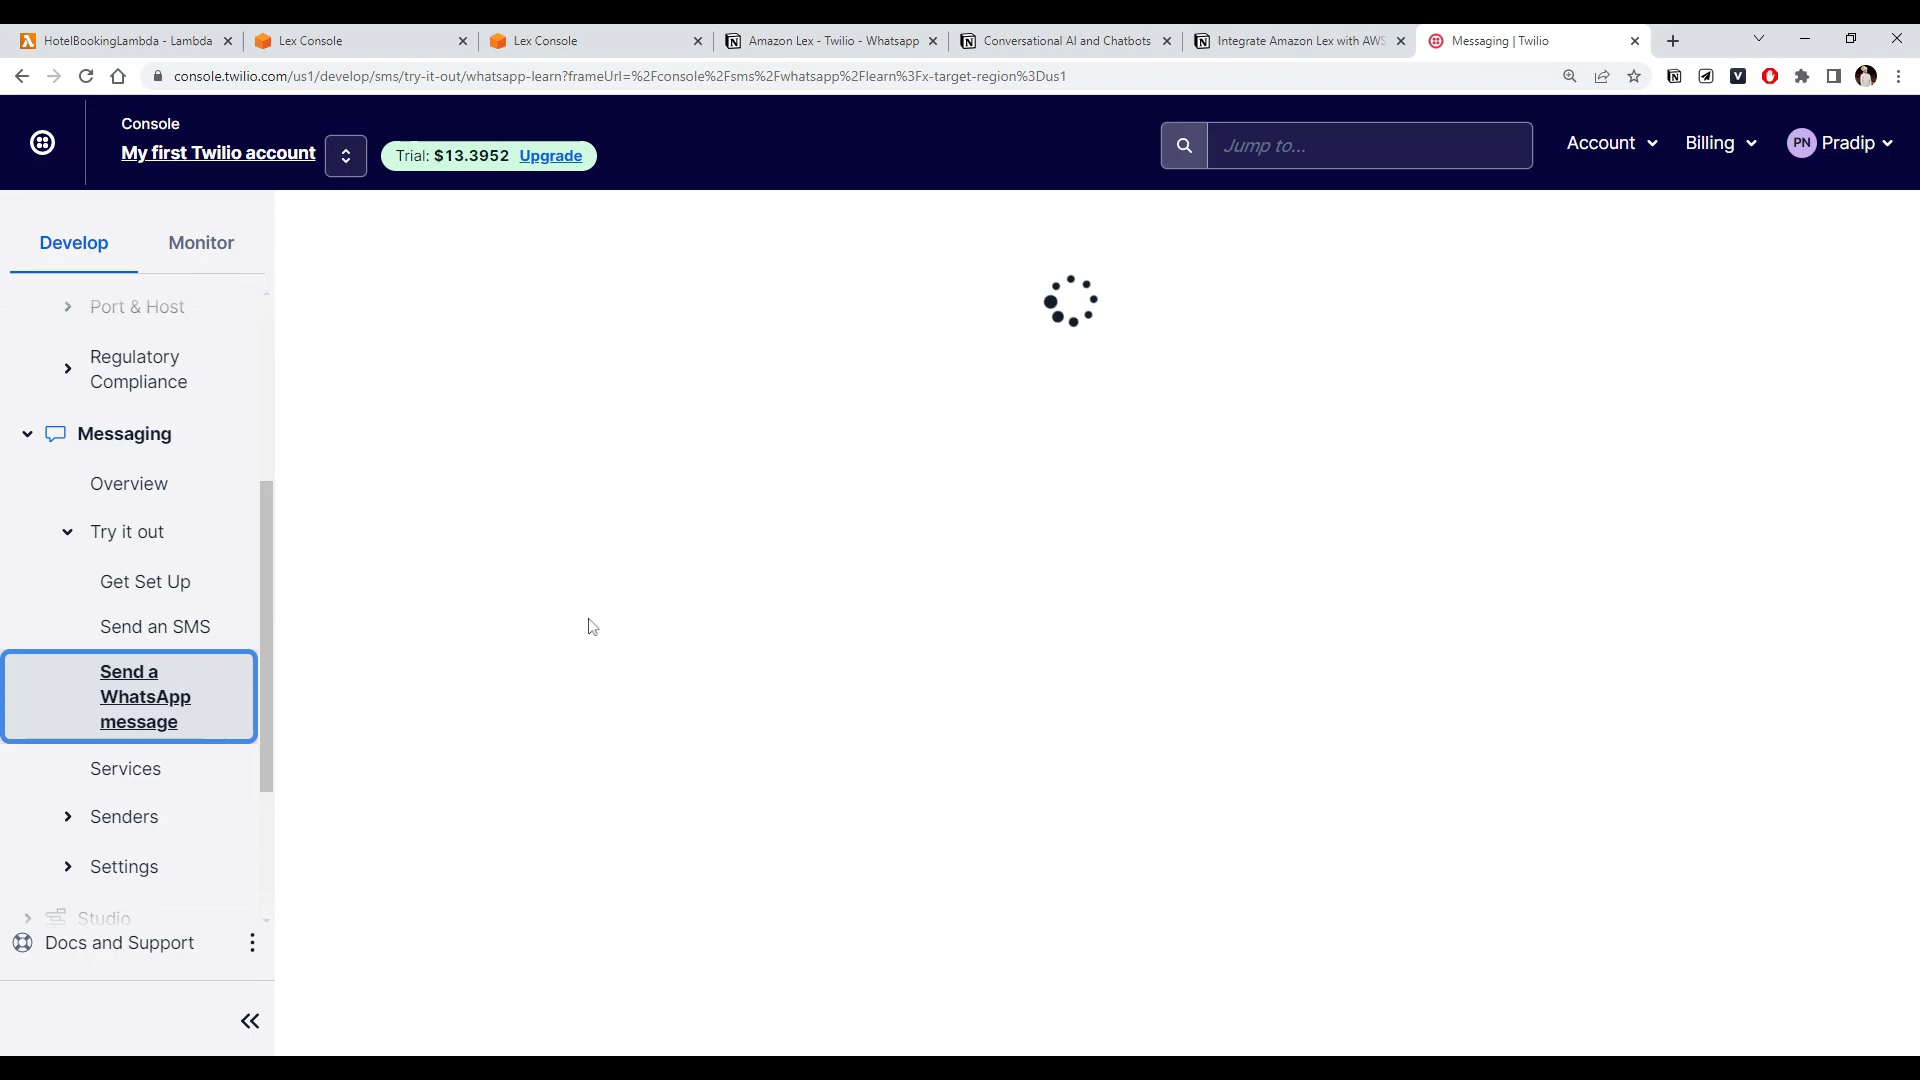 HotelBookingLambda - Lambda
Lex Console
Lex Console
Amazon Lex - Twilio - Whatsapp
Conversational AI and Chatbots
Integrate Amazon Lex with AWS
Messaging | Twilio
console.twilio.com/us1/develop/sms/try-it-out/whatsapp-learn?frameUrl=%2Fconsole%2Fsms%2Fwhatsapp%2Flearn%3Fx-target-region%3Dus1
Console
My first Twilio account
Trial: $13.3952 Upgrade
Jump to...
Account
Billing
PN
Pradip
Develop
Monitor
Port & Host
Regulatory
Compliance
Messaging
Overview
Try it out
Get Set Up
Send an SMS
Send a
WhatsApp
message
Services
Senders
Settings
Studio
Docs and Support